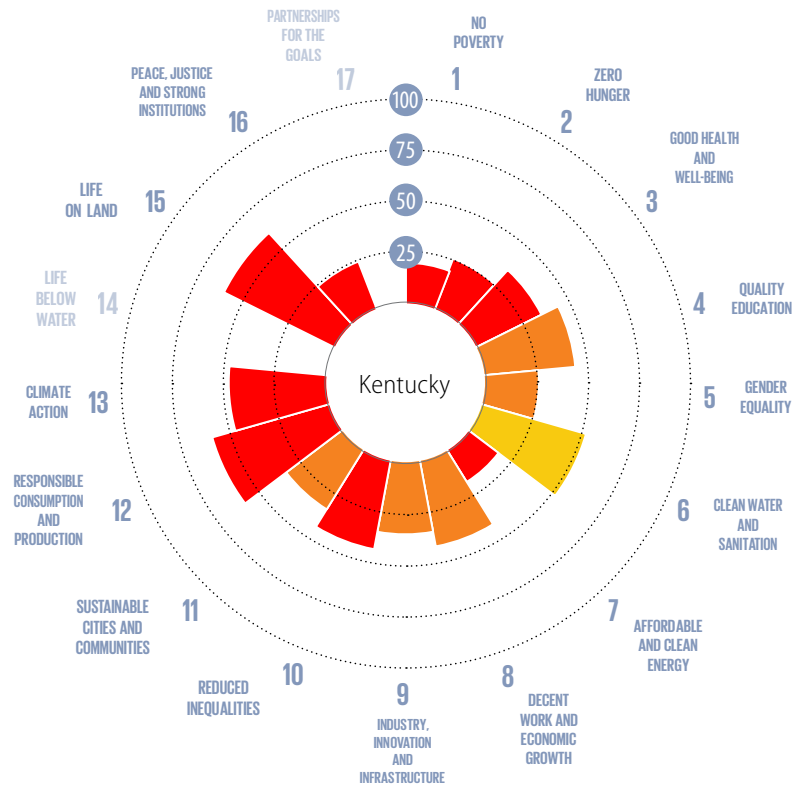 NO
POVERTY
1
ZERO
HUNGER
2
GOOD HEALTH
AND
WELL-BEING
3
4
QUALITY
EDUCATION
5
GENDER
EQUALITY
6
CLEAN WATER
AND
SANITATION
7
AFFORDABLE
AND CLEAN
ENERGY
8
DECENT
WORK AND
ECONOMIC
GROWTH
9
INDUSTRY,
INNOVATION
AND
INFRASTRUCTURE
10
REDUCED
INEQUALITIES
11
SUSTAINABLE
CITIES AND
COMMUNITIES
12
RESPONSIBLE
CONSUMPTION
AND
PRODUCTION
13
CLIMATE
ACTION
14
LIFE
BELOW
WATER
15
LIFE
ON LAND
16
PEACE, JUSTICE
AND STRONG
INSTITUTIONS
PARTNERSHIPS
FOR THE
GOALS
17
100
75
50
25
Kentucky